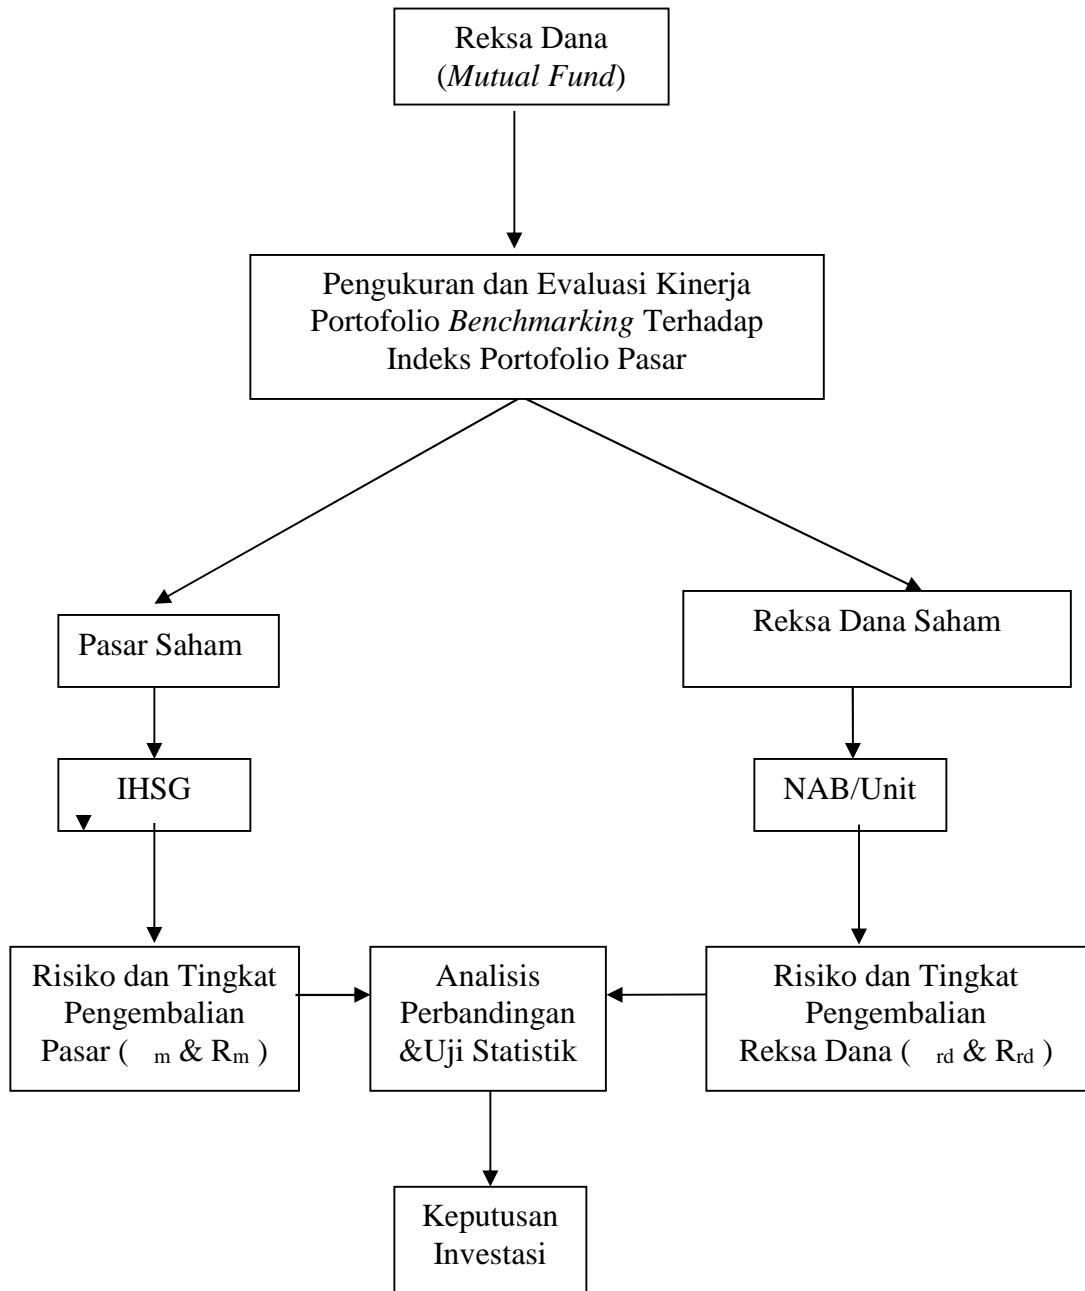 Reksa Dana
(Mutual Fund)
Pengukuran dan Evaluasi Kinerja
Portofolio Benchmarking Terhadap
Indeks Portofolio Pasar
Pasar Saham
Reksa Dana Saham
IHSG
NAB/Unit
Risiko dan Tingkat
Pengembalian
Pasar ( m & Rm )
Analisis
Perbandingan
&Uji Statistik
Risiko dan Tingkat
Pengembalian
Reksa Dana ( rd & Rrd )
Keputusan
Investasi